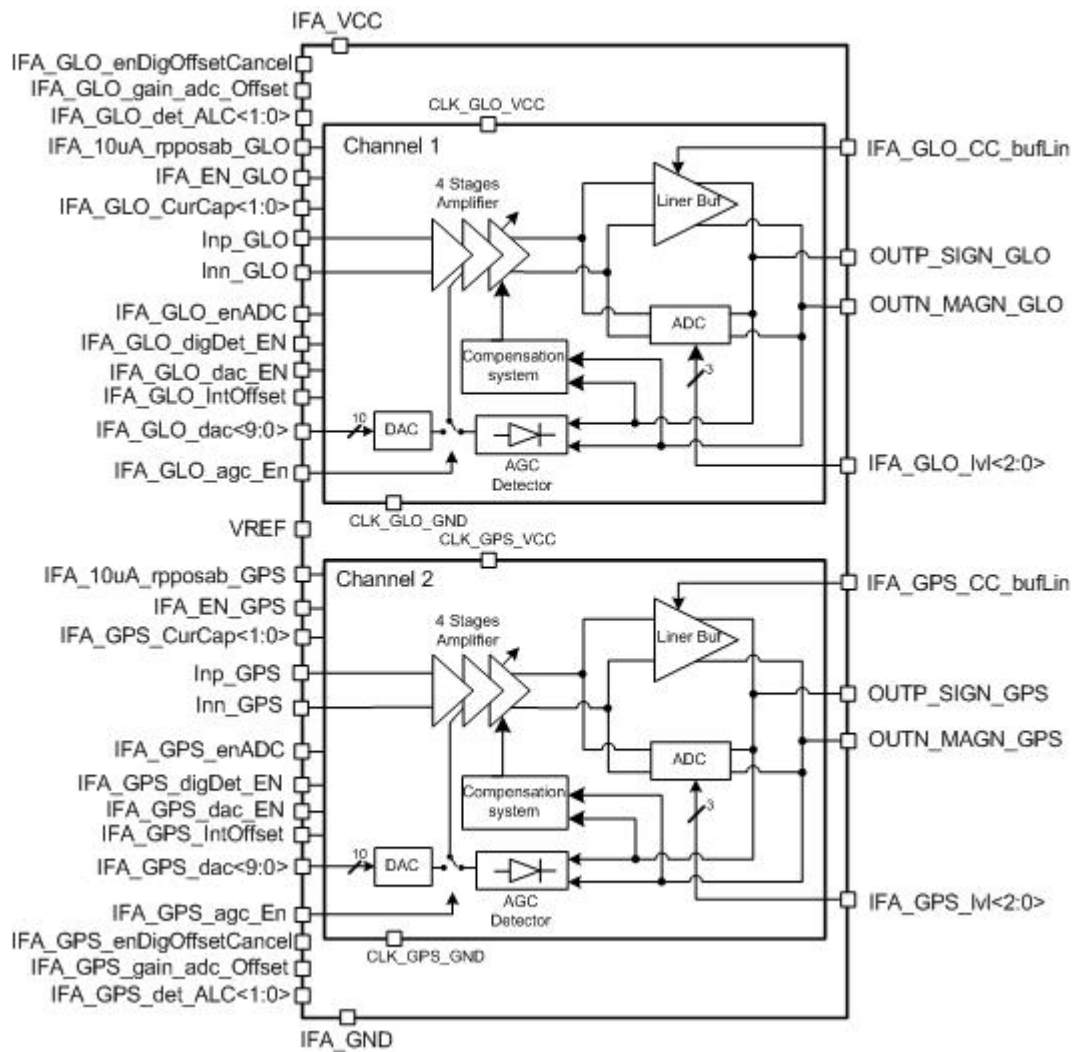 IFA_VCC
IFA_GLO_enDigOffsetCancel
IFA_GLO_gain_adc_Offset
IFA_GLO_det_ALC<1:0>
IFA_10uA_rpposab_GLO
IFA_EN_GLO
IFA_GLO_CurCap<1:0>
Inp_GLO
Inn_GLO
IFA_GLO_enADC
IFA_GLO_digDet_EN
IFA_GLO_dac_EN
IFA_GLO_IntOffset
IFA_GLO_dac<9:0>
IFA_GLO_agc_En
CLK_GLO_VCC
Channel 1
4 Stages
Amplifier
Liner Buf
ADC
3
Compensation
system
10
DAC
AGC
Detector
CLK_GLO_GND
IFA_GLO_CC_bufLin
OUTP_SIGN_GLO
OUTN_MAGN_GLO
IFA_GLO_lvl<2:0>
VREF
IFA_10uA_rpposab_GPS
IFA_EN_GPS
IFA_GPS_CurCap<1:0>
Inp_GPS
Inn_GPS
IFA_GPS_enADC
IFA_GPS_digDet_EN
IFA_GPS_dac_EN
IFA_GPS_IntOffset
IFA_GPS_dac<9:0>
IFA_GPS_agc_En
IFA_GPS_enDigOffsetCancel
IFA_GPS_gain_adc_Offset
IFA_GPS_det_ALC<1:0>
CLK_GPS_VCC
Channel 2
4 Stages
Amplifier
Liner Buf
ADC
3
Compensation
system
10
DAC
AGC
Detector
CLK_GPS_GND
IFA_GPS_CC_bufLin
OUTP_SIGN_GPS
OUTN_MAGN_GPS
IFA_GPS_lvl<2:0>
IFA_GND